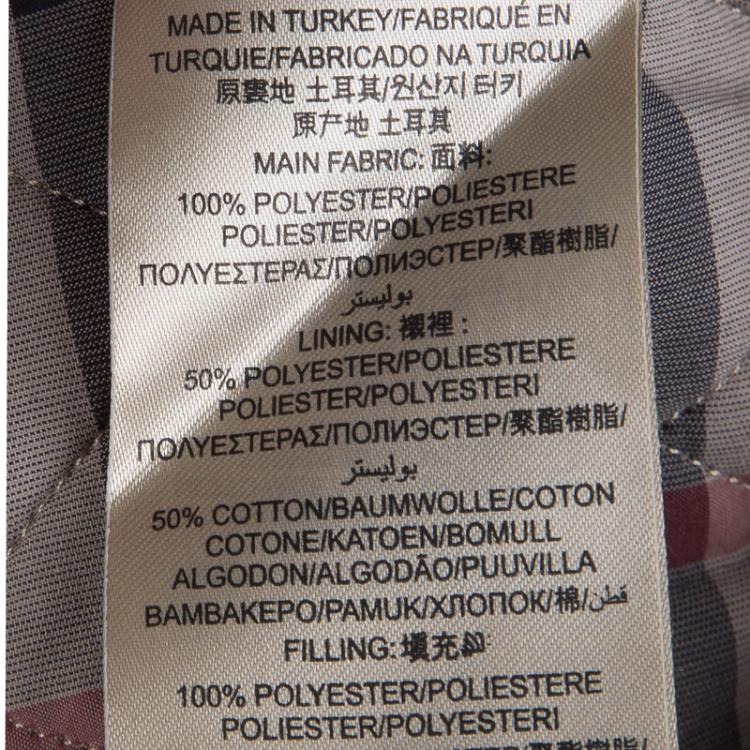 MADE IN TURKEY/FABRIQUÉ EN
TURQUIE/FABRICADO NA TURQUIA
地 土耳其/원산지 터키
原产地 土耳其
MAIN FABRIC: 面料:
100% POLYESTER/POLIESTERE
POLIESTER/POLYESTERI
ΠΟΛΥΕΣΤΕΡΑΣ/ПОЛИЭСТЕР/聚酯樹脂/
بوليستر
LINING: 襯裡 :
50% POLYESTER/POLIESTERE
POLIESTER/POLYESTERI
ΠΟΛΥΕΣΤΕΡΑΣ/ПОЛИЭСТЕР/聚酯樹脂/
بوليستر
50% COTTON/BAUMWOLLE/COTON
COTONE/KATOEN/BOMULL
ALGODON/ALGODÃO/PUUVILLA
BAMBAKEPO/PAMUK/ХЛОПОК/棉/قطن
FILLING: 填充
100% POLYESTER/POLIESTERE
POLIESTER/POLYESTERI